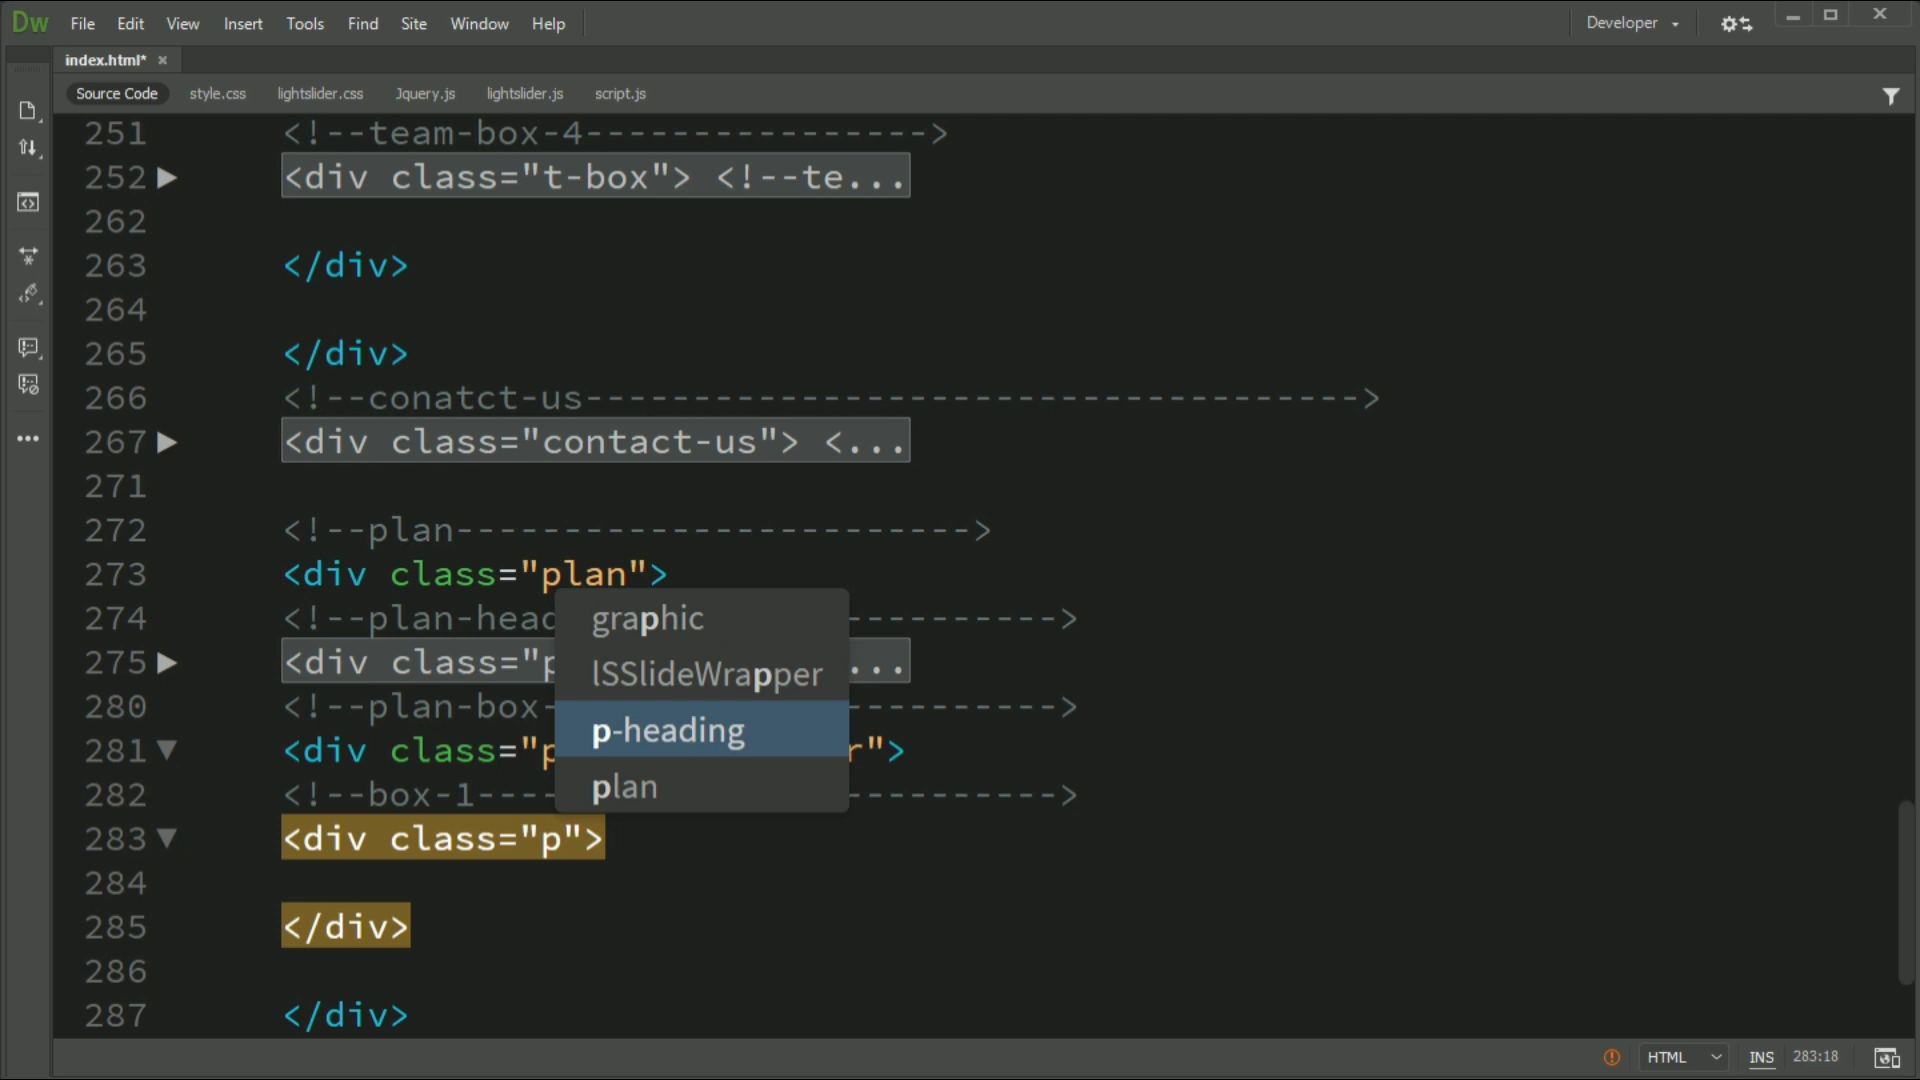 Dw File Edit View Insert Tools Find Site Window Help Developer
index.html*
Source Code style.css lightslider.css Jquery.js lightslider.js script.js
251 <!--team-box-4---------------->
252 <div class="t-box"> <!--te...
262
263 </div>
264
265 </div>
266 <!--conatct-us------------------------------------>
267 <div class="contact-us"> <...
271
272 <!--plan------------------------>
273 <div class="plan">
274 <!--plan-head ---------->
graphic
275 <div class="p ...
lSSlideWrapper
280 <!--plan-box- ---------->
p-heading
281 <div class="p r">
plan
282 <!--box-1---- ---------->
283 <div class="p">
284
285 </div>
286
287 </div>
HTML INS 283:18